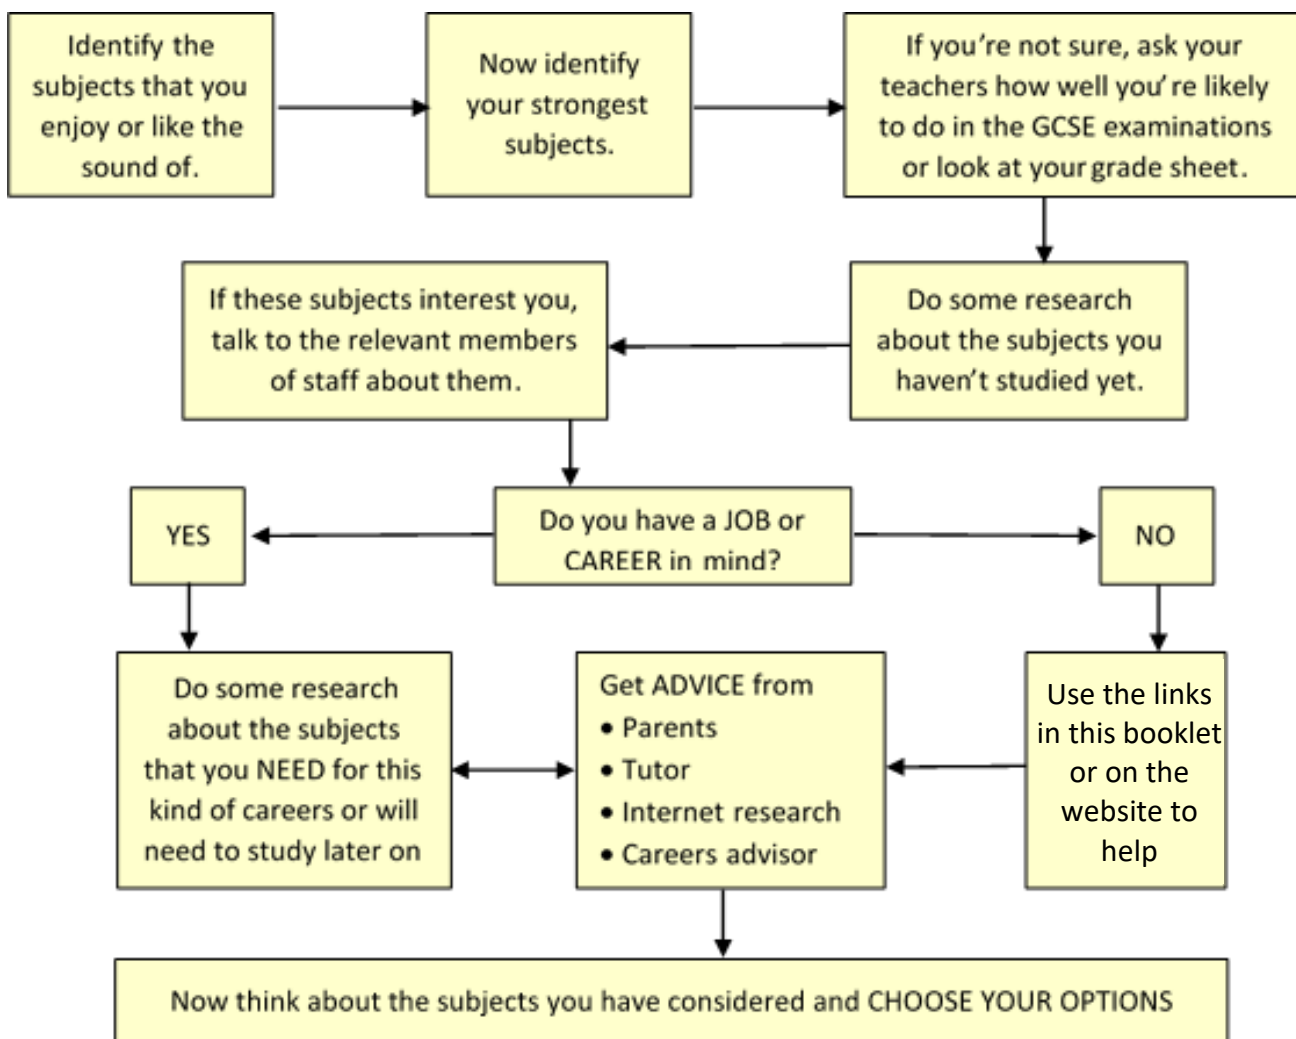 Identify the
subjects that you
enjoy or like the
sound of.
Now identify
your strongest
subjects.
If you're not sure, ask your
teachers how well you're likely
to do in the GCSE examinations
or look at your grade sheet.
If these subjects interest you,
talk to the relevant members
of staff about them.
Do some research
about the subjects you
haven't studied yet.
YES
Do you have a JOB or
CAREER in mind?
NO
Do some research
about the subjects
that you NEED for this
kind of careers or will
need to study later on
Get ADVICE from
• Parents
• Tutor
• Internet research
• Careers advisor
Use the links
in this booklet
or on the
website to
help
Now think about the subjects you have considered and CHOOSE YOUR OPTIONS